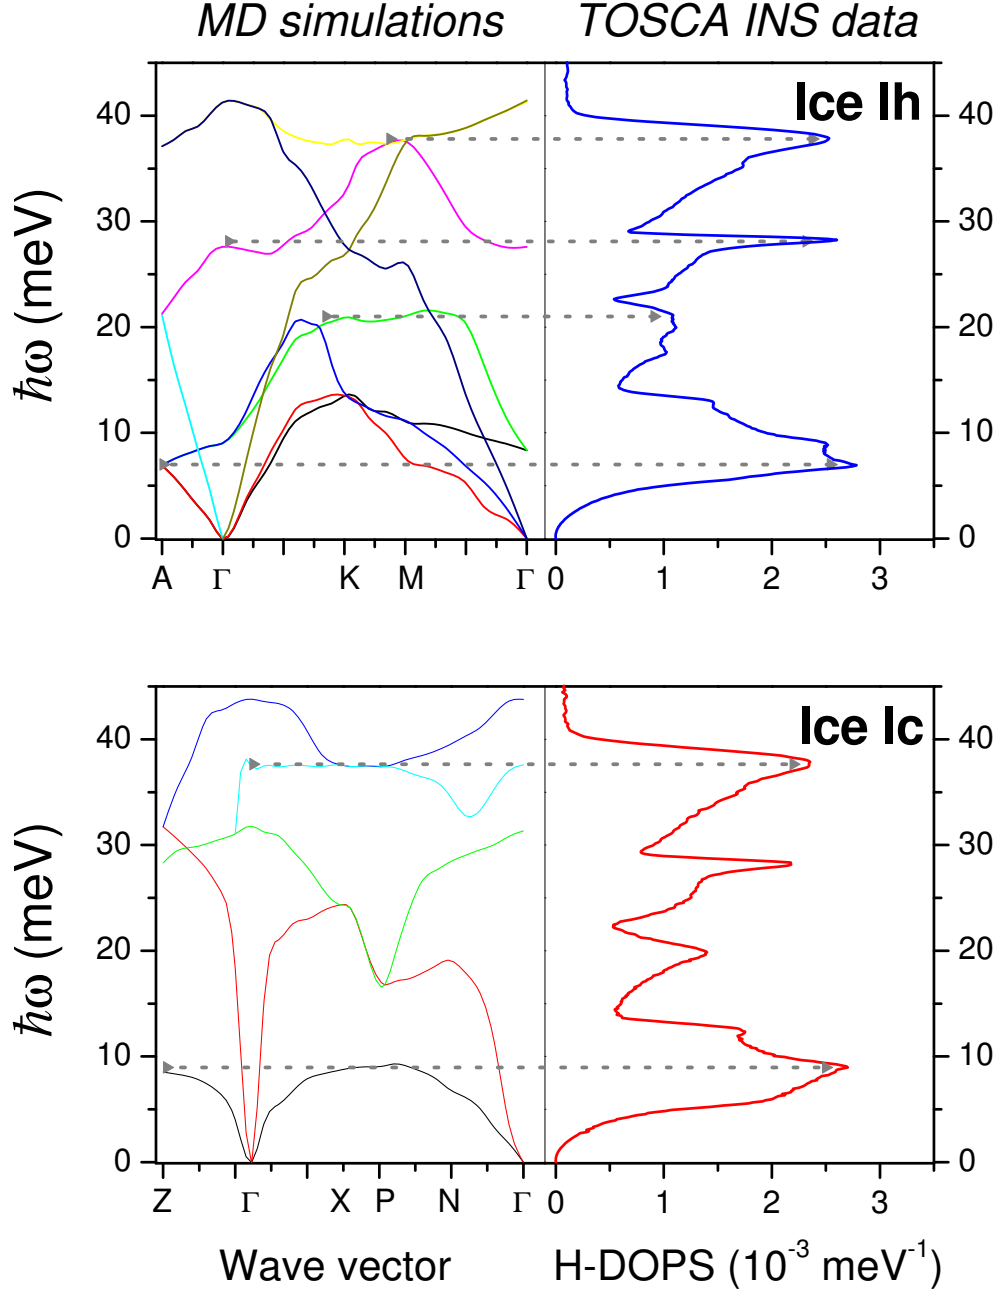 MD simulations TOSCA INS data
Ice Ih
40 40
30 30
20 20
10 10
0 0
ħω (meV)
A Γ K M Γ 0 1 2 3
Ice Ic
40 40
30 30
20 20
10 10
0 0
ħω (meV)
Z Γ X P N Γ 0 1 2 3
Wave vector H-DOPS (10⁻³ meV⁻¹)